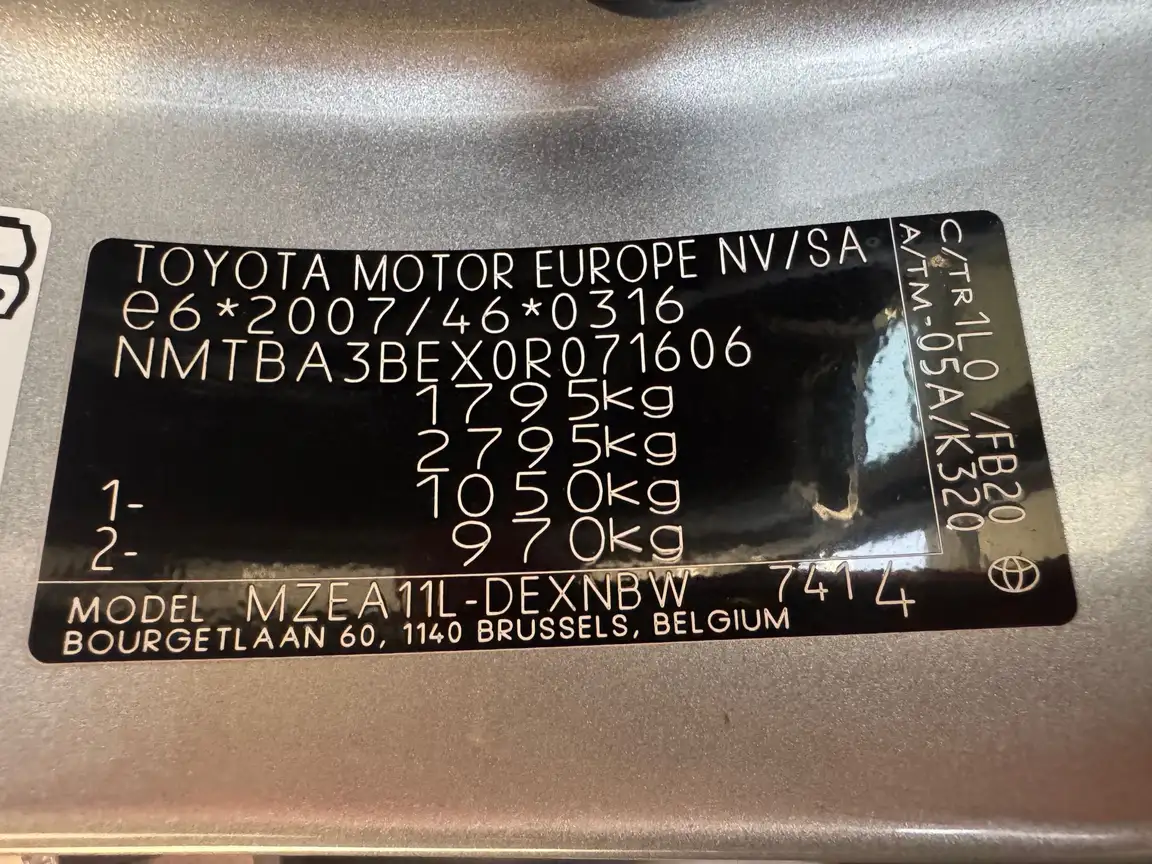 TOYOTA MOTOR EUROPE NV/SA
e6*2007/46*0316
NMTBA3BEX0R071606
1795kg
2795kg
1- 1050kg
2- 970kg
C/TR 1L0 /FB20
A/TM-05A/K320
MODEL MZEA11L-DEXNBW 7414
BOURGETLAAN 60, 1140 BRUSSELS, BELGIUM